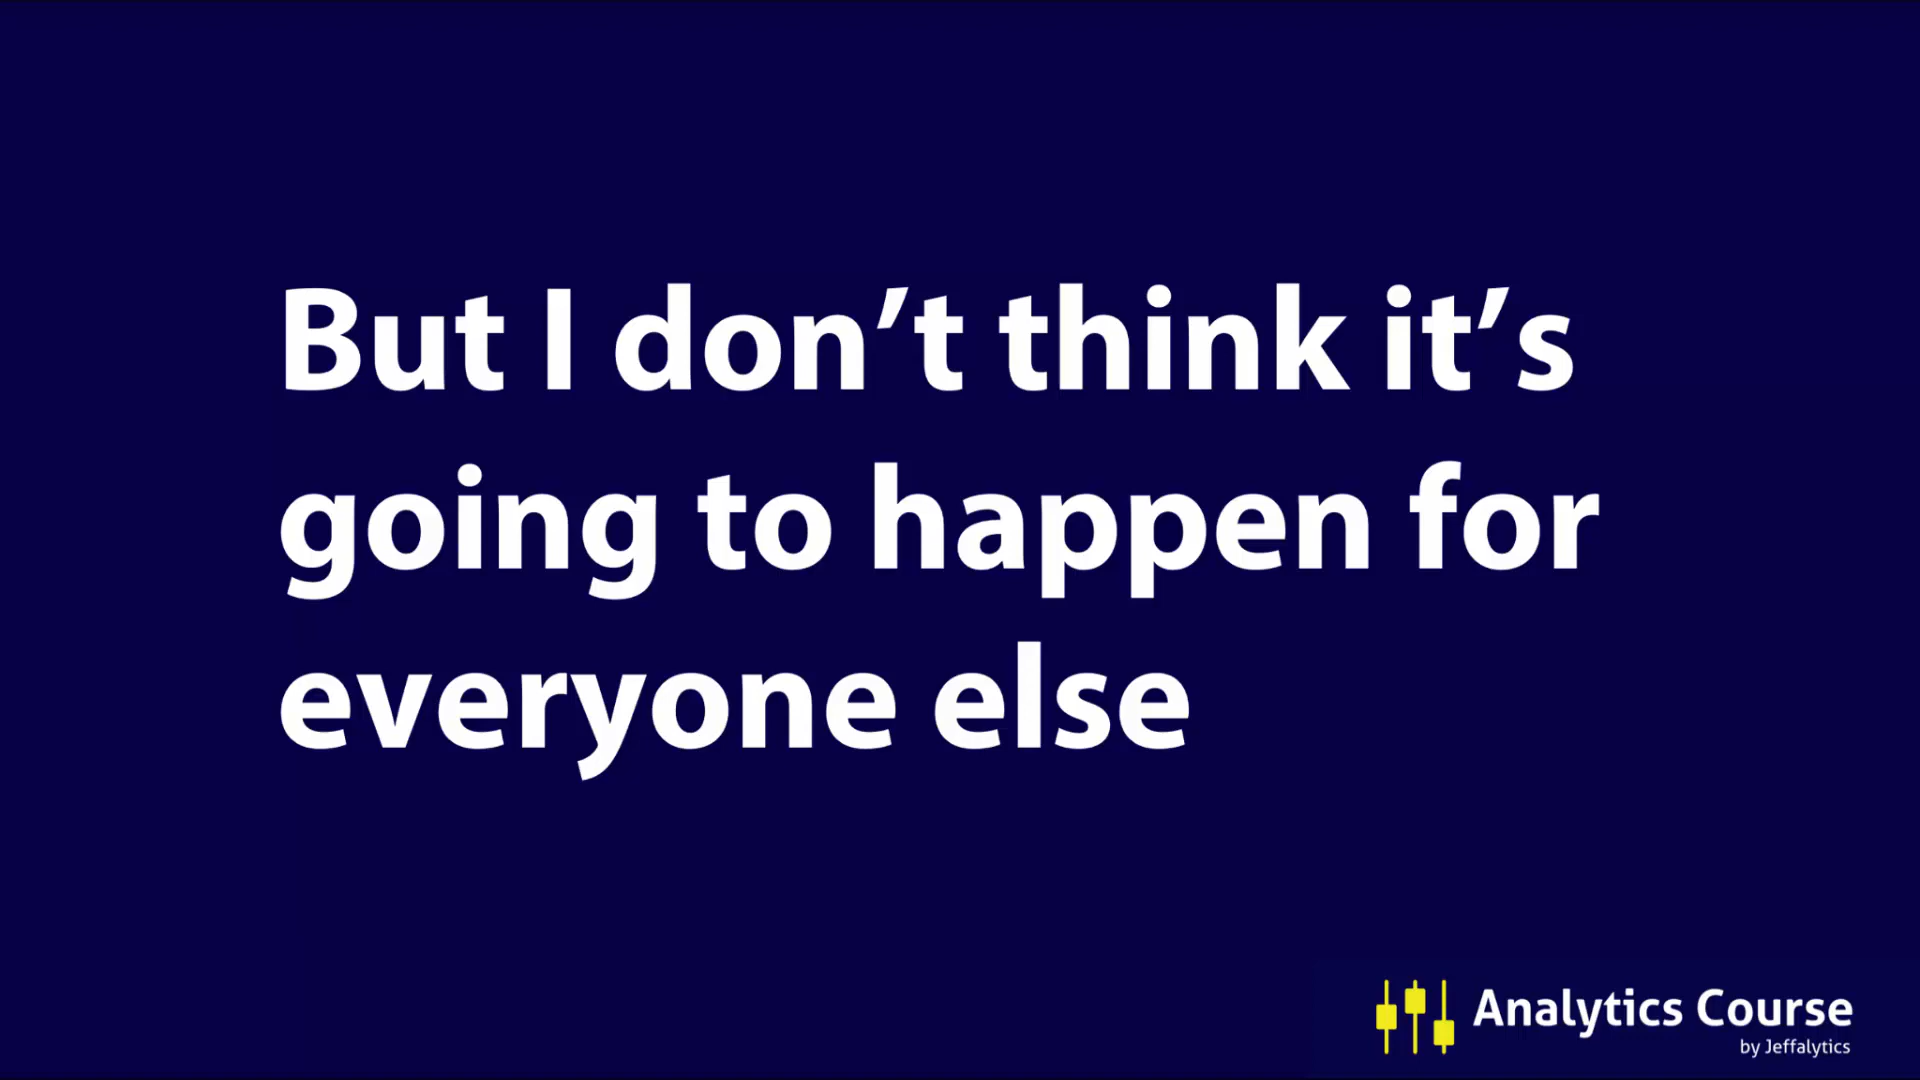 But I don’t think it’s
going to happen for
everyone else
Analytics Course
by Jeffalytics